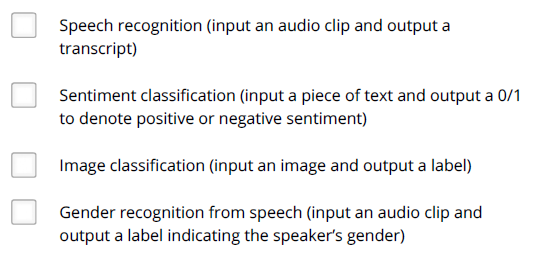 Speech recognition (input an audio clip and output a
transcript)
Sentiment classification (input a piece of text and output a 0/1
to denote positive or negative sentiment)
Image classification (input an image and output a label)
Gender recognition from speech (input an audio clip and
output a label indicating the speaker’s gender)